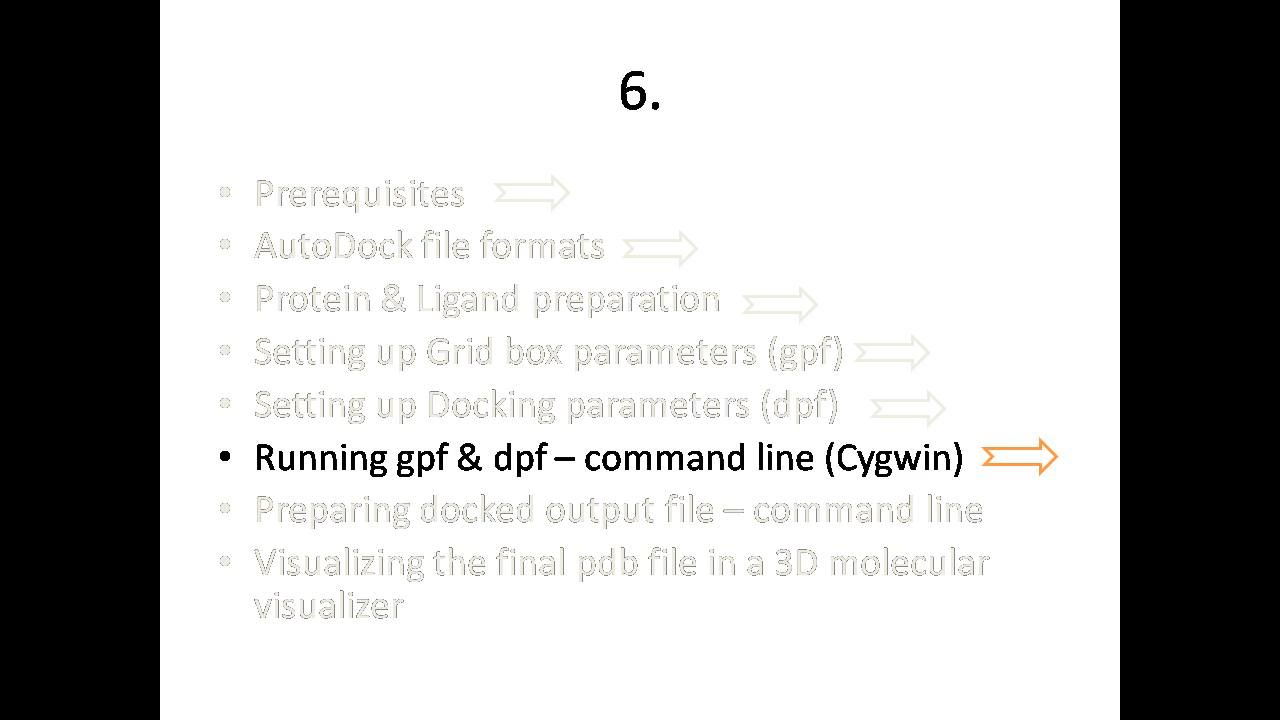 6.
• Prerequisites
• AutoDock file formats
• Protein & Ligand preparation
• Setting up Grid box parameters (gpf)
• Setting up Docking parameters (dpf)
• Running gpf & dpf – command line (Cygwin)
• Preparing docked output file – command line
• Visualizing the final pdb file in a 3D molecular
visualizer